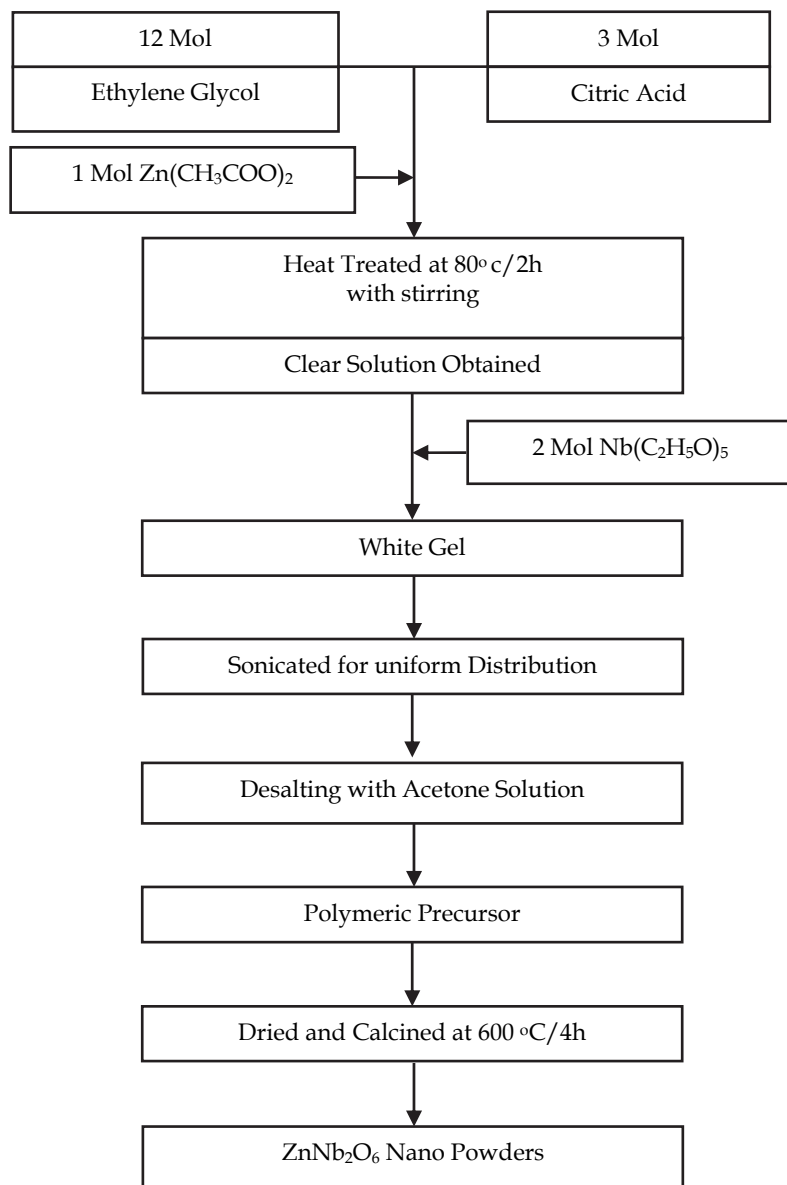 12 Mol
3 Mol
Ethylene Glycol
Citric Acid
1 Mol Zn(CH₃COO)₂
Heat Treated at 80º c/2h
with stirring
Clear Solution Obtained
2 Mol Nb(C₂H₅O)₅
White Gel
Sonicated for uniform Distribution
Desalting with Acetone Solution
Polymeric Precursor
Dried and Calcined at 600 ºC/4h
ZnNb₂O₆ Nano Powders